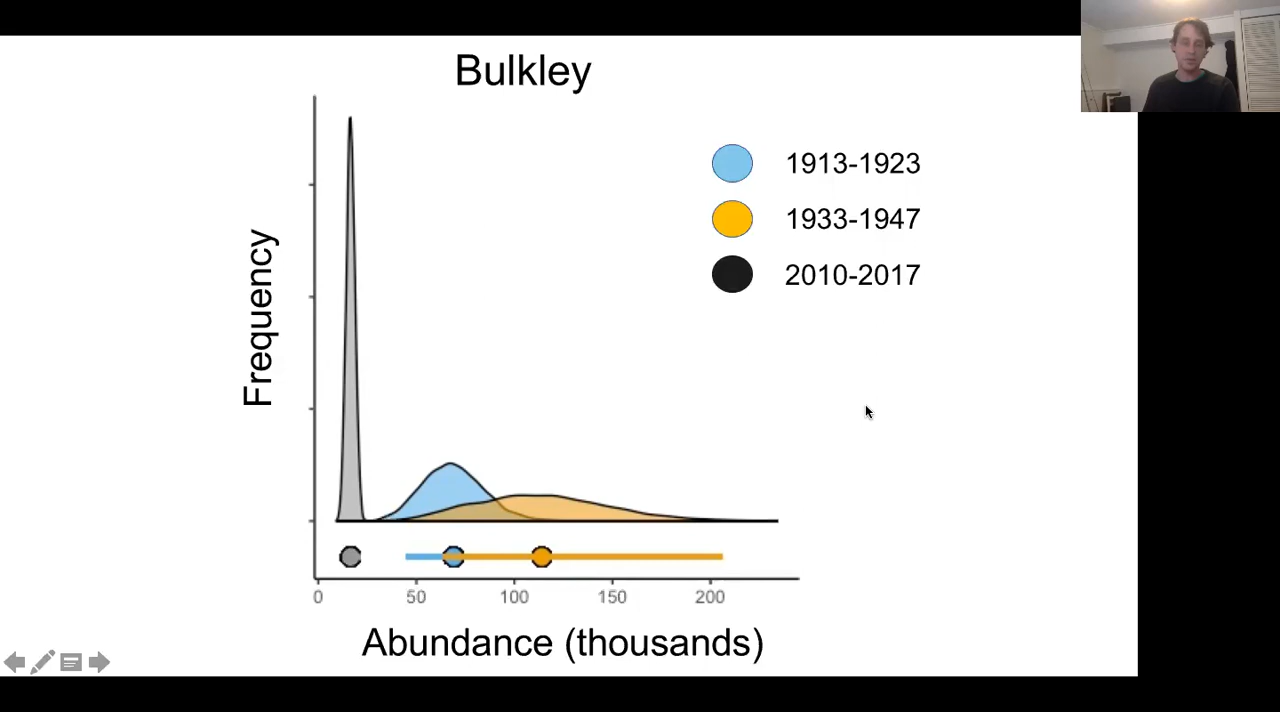 Bulkley
1913-1923
1933-1947
2010-2017
Frequency
0 50 100 150 200
Abundance (thousands)